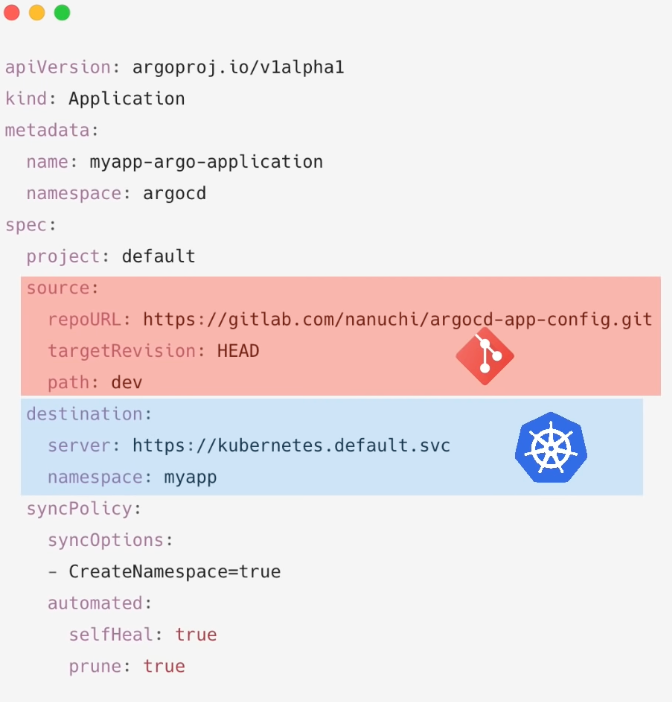 apiVersion: argoproj.io/v1alpha1
kind: Application
metadata:
  name: myapp-argo-application
  namespace: argocd
spec:
  project: default
  source:
    repoURL: https://gitlab.com/nanuchi/argocd-app-config.git
    targetRevision: HEAD
    path: dev
  destination:
    server: https://kubernetes.default.svc
    namespace: myapp
  syncPolicy:
    syncOptions:
    - CreateNamespace=true
    automated:
      selfHeal: true
      prune: true